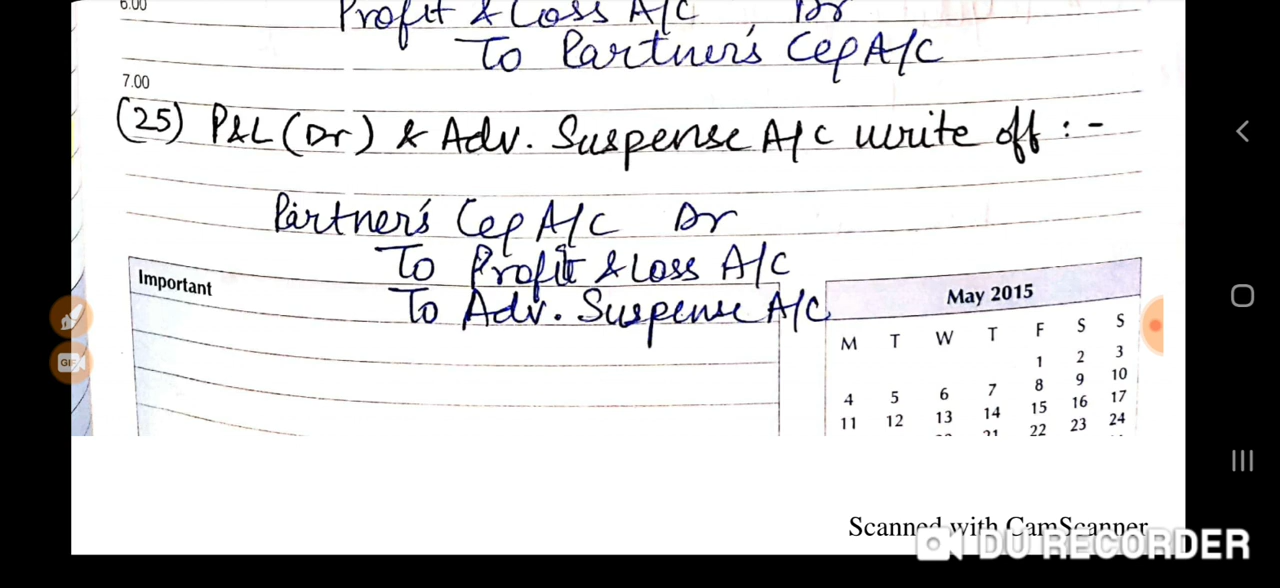 6.00
Profit & Loss A/C Dr
To Partner's Cap A/C
7.00
(25) P&L (Dr) & Adv. Suspense A/C write off :-
Partner's Cap A/C Dr
To Profit & Loss A/C
To Adv. Suspense A/C
Important
May 2015
M T W T F S S
1 2 3
4 5 6 7 8 9 10
11 12 13 14 15 16 17
21 22 23 24
GIF
Scanned with CamScanner
DU RECORDER